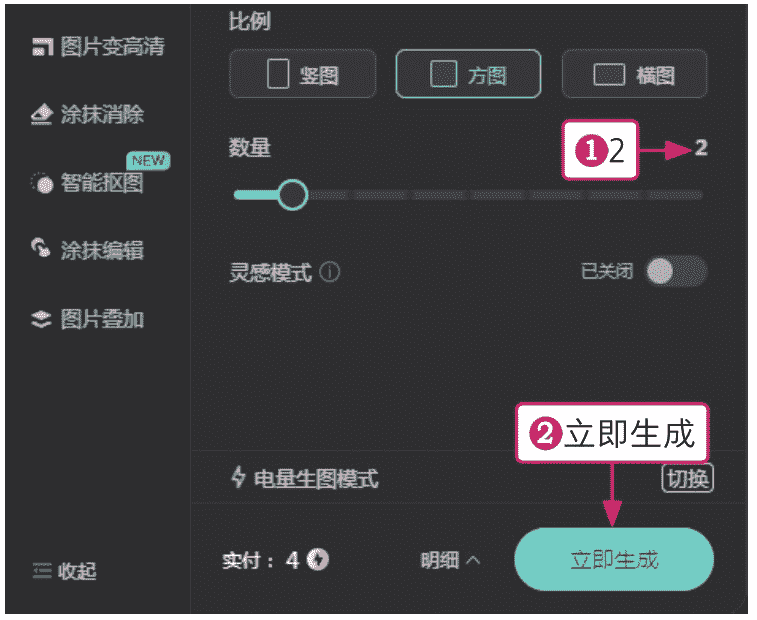 图片变高清
涂抹消除
NEW
智能抠图
涂抹编辑
图片叠加
收起
比例
竖图 方图 横图
数量 ❶2 2
灵感模式 ⓘ 已关闭
❷立即生成
电量生图模式 切换
实付：4 明细 立即生成